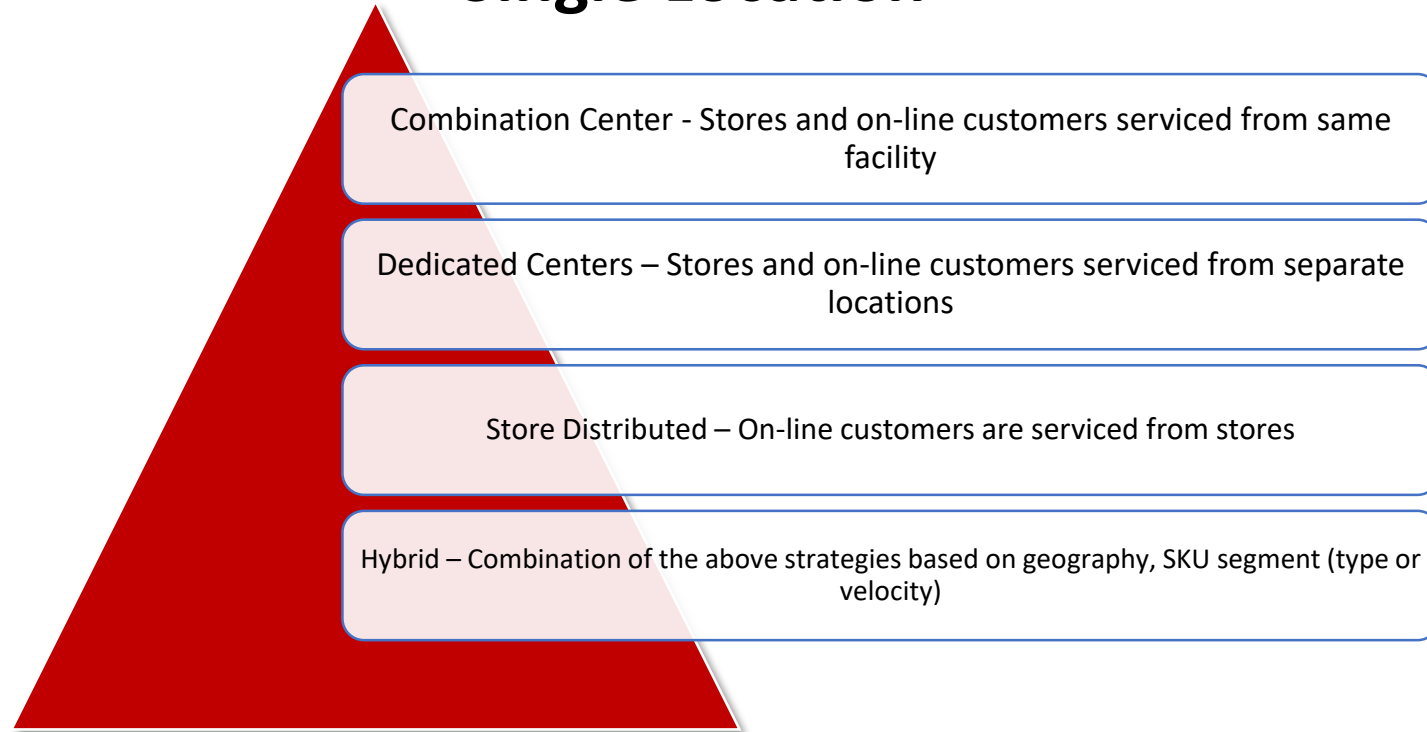 Single Location
Combination Center - Stores and on-line customers serviced from same
facility
Dedicated Centers – Stores and on-line customers serviced from separate
locations
Store Distributed – On-line customers are serviced from stores
Hybrid – Combination of the above strategies based on geography, SKU segment (type or
velocity)